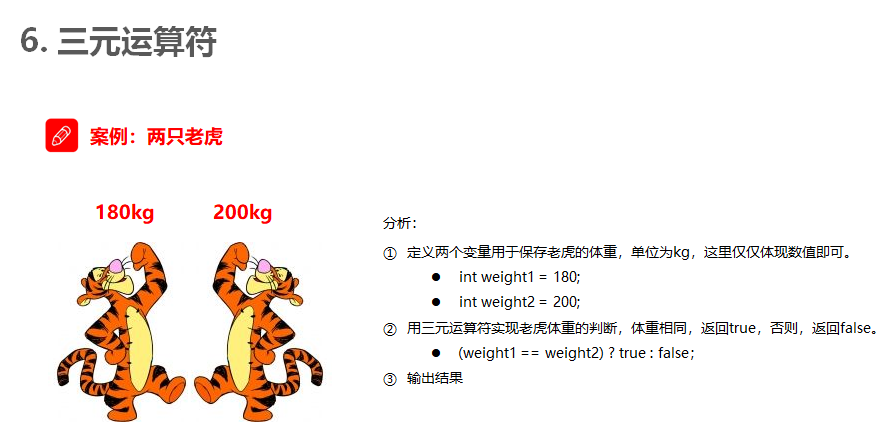 6. 三元运算符
案例：两只老虎
180kg 200kg
分析：
① 定义两个变量用于保存老虎的体重，单位为kg，这里仅仅体现数值即可。
● int weight1 = 180;
● int weight2 = 200;
② 用三元运算符实现老虎体重的判断，体重相同，返回true，否则，返回false。
● (weight1 == weight2) ? true : false；
③ 输出结果